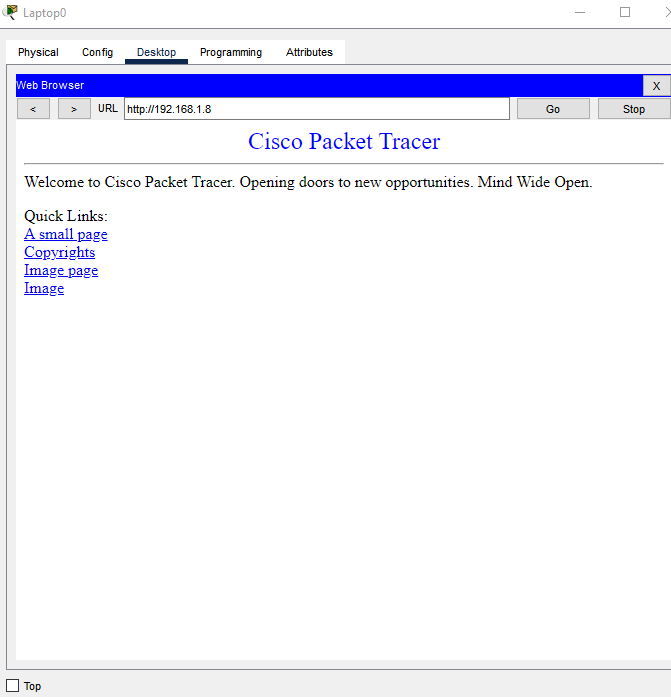 Laptop0
Physical Config Desktop Programming Attributes
Web Browser X
< > URL http://192.168.1.8 Go Stop
Cisco Packet Tracer
Welcome to Cisco Packet Tracer. Opening doors to new opportunities. Mind Wide Open.
Quick Links:
A small page
Copyrights
Image page
Image
Top